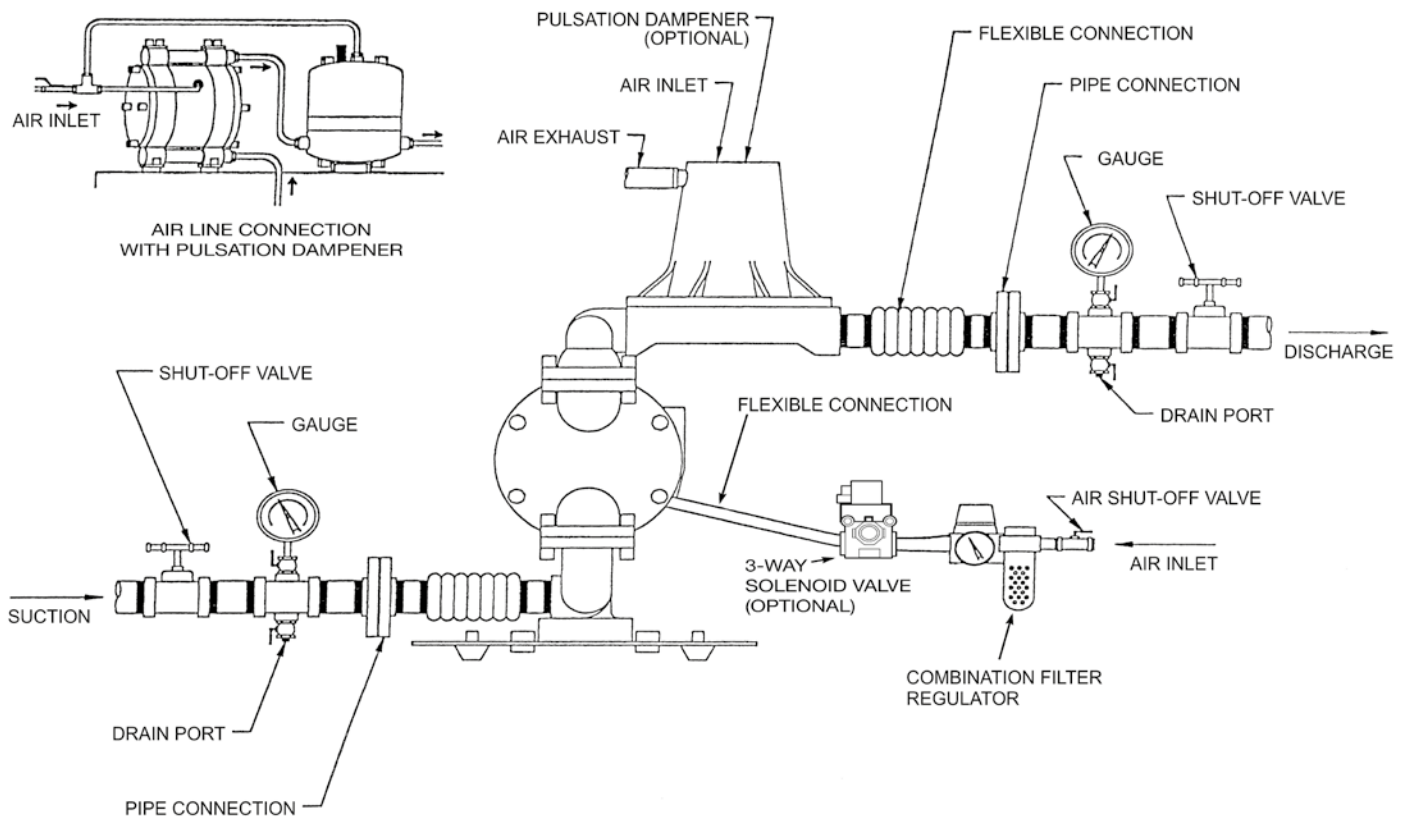 AIR INLET
AIR LINE CONNECTION
WITH PULSATION DAMPENER
PULSATION DAMPENER
(OPTIONAL)
AIR INLET
AIR EXHAUST
FLEXIBLE CONNECTION
PIPE CONNECTION
GAUGE
SHUT-OFF VALVE
DISCHARGE
DRAIN PORT
SHUT-OFF VALVE
GAUGE
FLEXIBLE CONNECTION
AIR SHUT-OFF VALVE
AIR INLET
3-WAY
SOLENOID VALVE
(OPTIONAL)
SUCTION
COMBINATION FILTER
REGULATOR
DRAIN PORT
PIPE CONNECTION